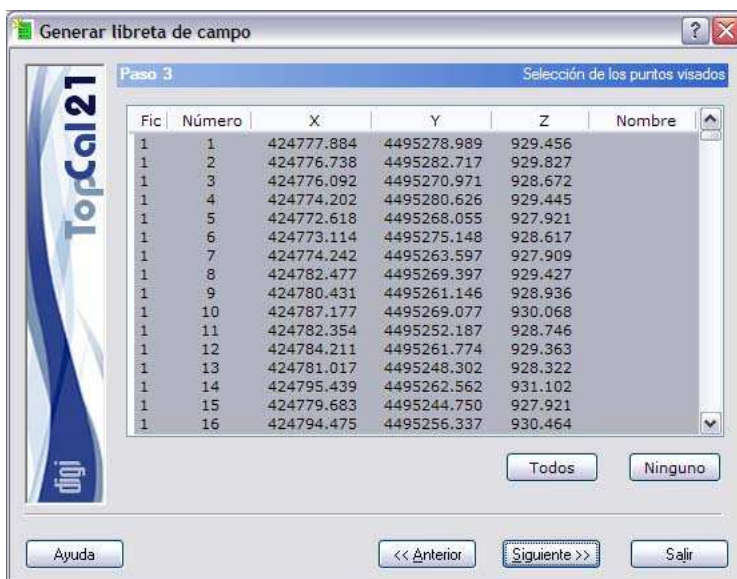 Generar libreta de campo
TopCal21
digi
Paso 3 Selección de los puntos visados
Fic Número X Y Z Nombre
1 1 424777.884 4495278.989 929.456
1 2 424776.738 4495282.717 929.827
1 3 424776.092 4495270.971 928.672
1 4 424774.202 4495280.626 929.445
1 5 424772.618 4495268.055 927.921
1 6 424773.114 4495275.148 928.617
1 7 424774.242 4495263.597 927.909
1 8 424782.477 4495269.397 929.427
1 9 424780.431 4495261.146 928.936
1 10 424787.177 4495269.077 930.068
1 11 424782.354 4495252.187 928.746
1 12 424784.211 4495261.774 929.363
1 13 424781.017 4495248.302 928.322
1 14 424795.439 4495262.562 931.102
1 15 424779.683 4495244.750 927.921
1 16 424794.475 4495256.337 930.464
Todos Ninguno
Ayuda << Anterior Siguiente >> Salir